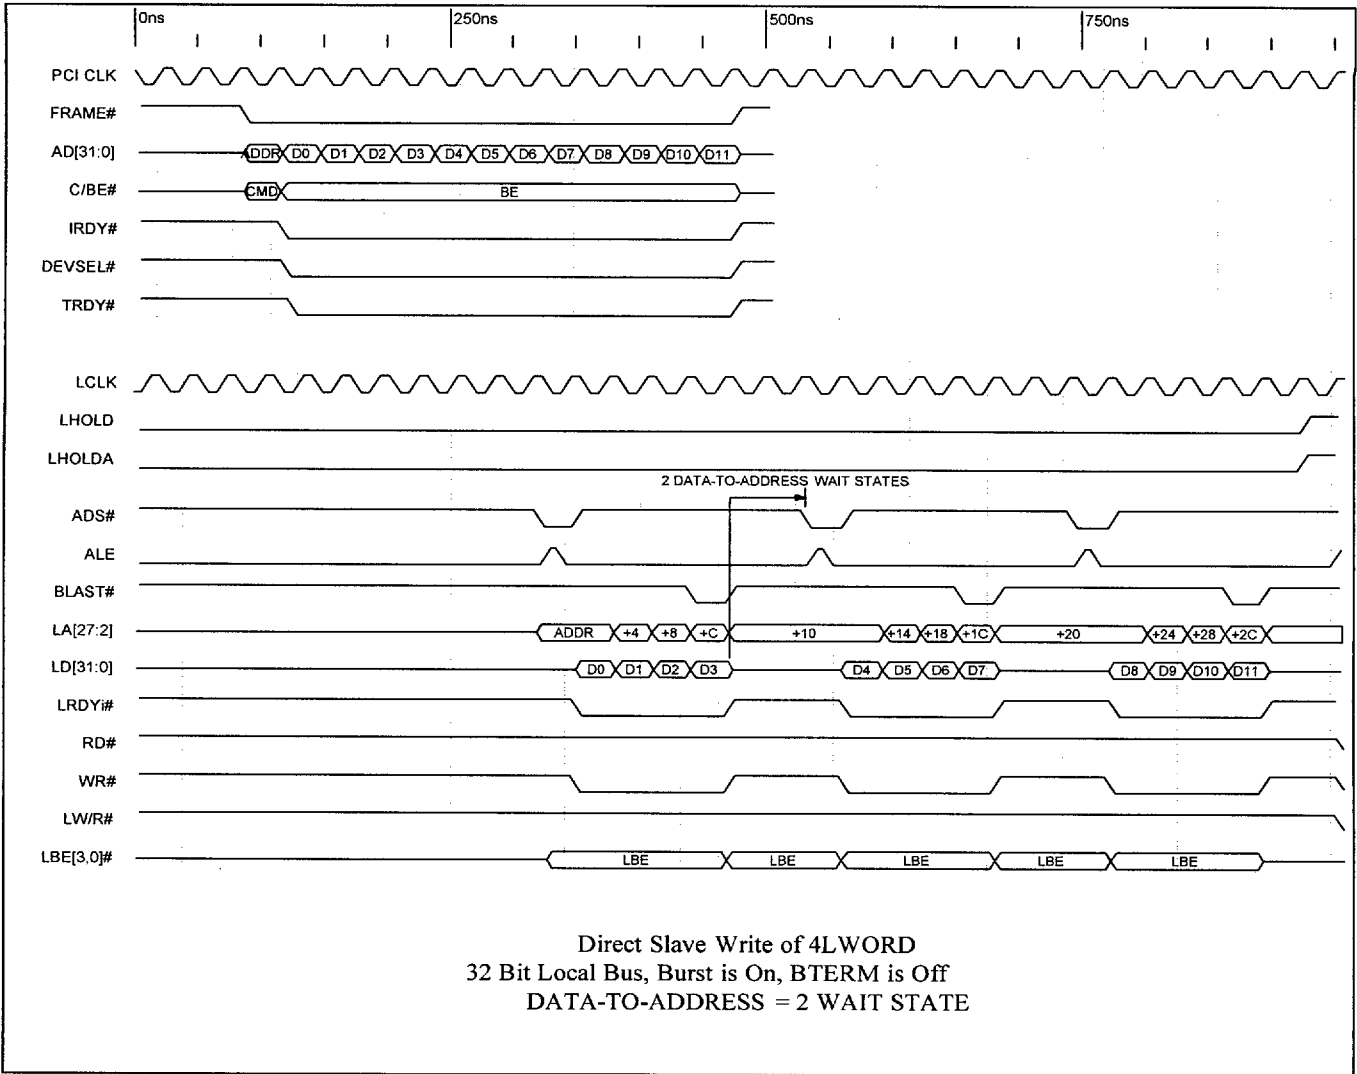 0ns 250ns 500ns 750ns
PCI CLK
FRAME#
AD[31:0] ADDR D0 D1 D2 D3 D4 D5 D6 D7 D8 D9 D10 D11
C/BE# CMD BE
IRDY#
DEVSEL#
TRDY#
LCLK
LHOLD
LHOLDA
2 DATA-TO-ADDRESS WAIT STATES
ADS#
ALE
BLAST#
LA[27:2] ADDR +4 +8 +C +10 +14 +18 +1C +20 +24 +28 +2C
LD[31:0] D0 D1 D2 D3 D4 D5 D6 D7 D8 D9 D10 D11
LRDYi#
RD#
WR#
LW/R#
LBE[3,0]# LBE LBE LBE LBE LBE
Direct Slave Write of 4LWORD
32 Bit Local Bus, Burst is On, BTERM is Off
DATA-TO-ADDRESS = 2 WAIT STATE